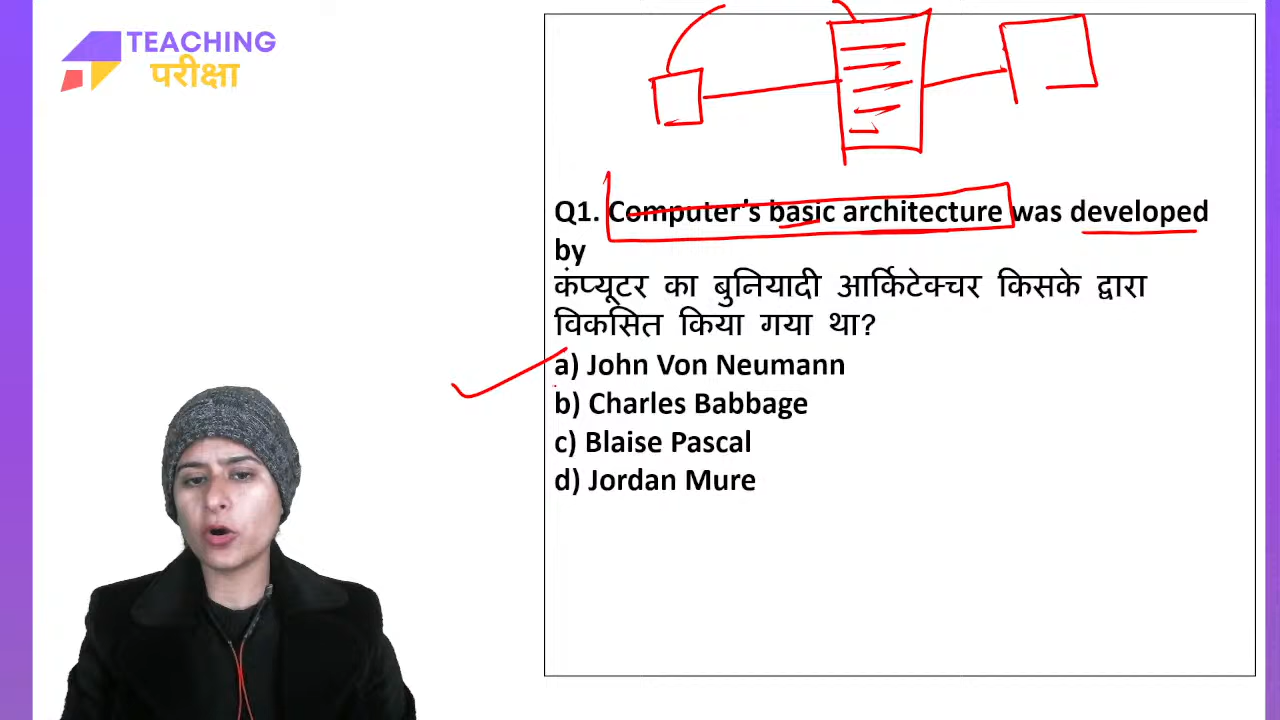 TEACHING
परीक्षा
Q1. Computer's basic architecture was developed
by
कंप्यूटर का बुनियादी आर्किटेक्चर किसके द्वारा
विकसित किया गया था?
a) John Von Neumann
b) Charles Babbage
c) Blaise Pascal
d) Jordan Mure